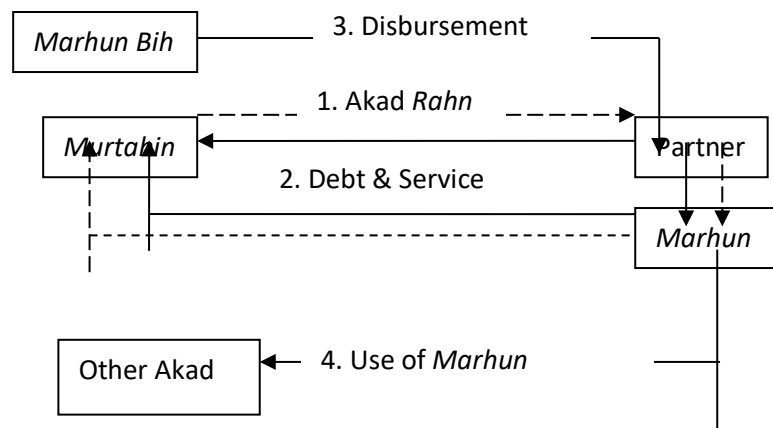 3. Disbursement
Marhun Bih
1. Akad Rahn
Murtahin
Partner
2. Debt & Service
Marhun
Other Akad
4. Use of Marhun